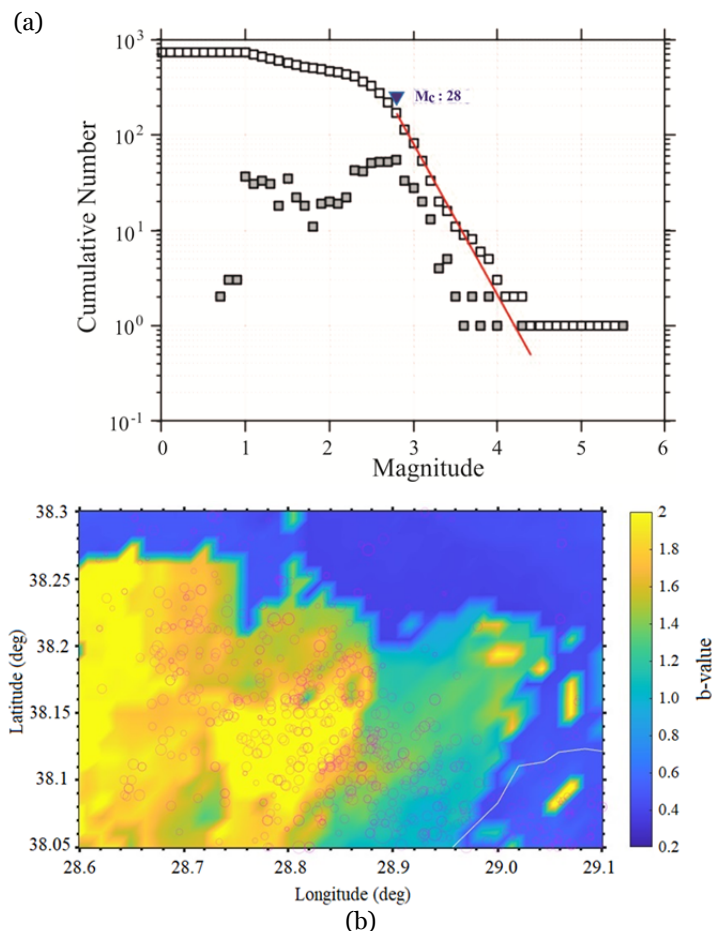 (a)
10³
10²
10¹
10⁰
10⁻¹
Cumulative Number
Mc : 28
0 1 2 3 4 5 6
Magnitude
38.3
38.25
38.2
38.15
38.1
38.05
Latitude (deg)
28.6 28.7 28.8 28.9 29.0 29.1
Longitude (deg)
2
1.8
1.6
1.4
1.2
1.0
0.8
0.6
0.4
0.2
b-value
(b)